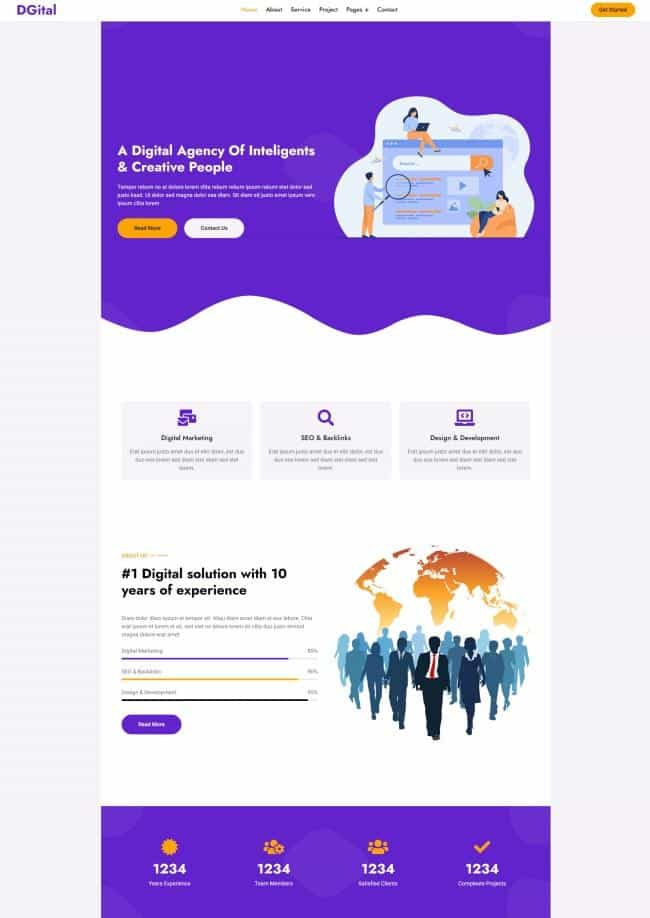 DGital
Home About Service Project Pages + Contact
Get Started
A Digital Agency Of Inteligents
& Creative People
Tempor rebum no at dolore lorem clita rebum rebum ipsum rebum stet dolor sed
justo kasd. Ut dolor sed magna dolor sea diam. Sit diam sit justo amet ipsum vero
ipsum clita lorem
Read More
Contact Us
Search...
Digital Marketing
Erat ipsum justo amet duo et elitr dolor, est duo
duo eos lorem sed diam stet diam sed stet
lorem.
SEO & Backlinks
Erat ipsum justo amet duo et elitr dolor, est duo
duo eos lorem sed diam stet diam sed stet
lorem.
Design & Development
Erat ipsum justo amet duo et elitr dolor, est duo
duo eos lorem sed diam stet diam sed stet
lorem.
ABOUT US
#1 Digital solution with 10
years of experience
Diam dolor diam ipsum et tempor sit. Aliqu diam amet diam et eos labore. Clita
erat ipsum et lorem et sit, sed stet no labore lorem sit clita duo justo eirmod
magna dolore erat amet
Digital Marketing 85%
SEO & Backlinks 90%
Design & Development 95%
Read More
1234
Years Experience
1234
Team Members
1234
Satisfied Clients
1234
Compleate Projects